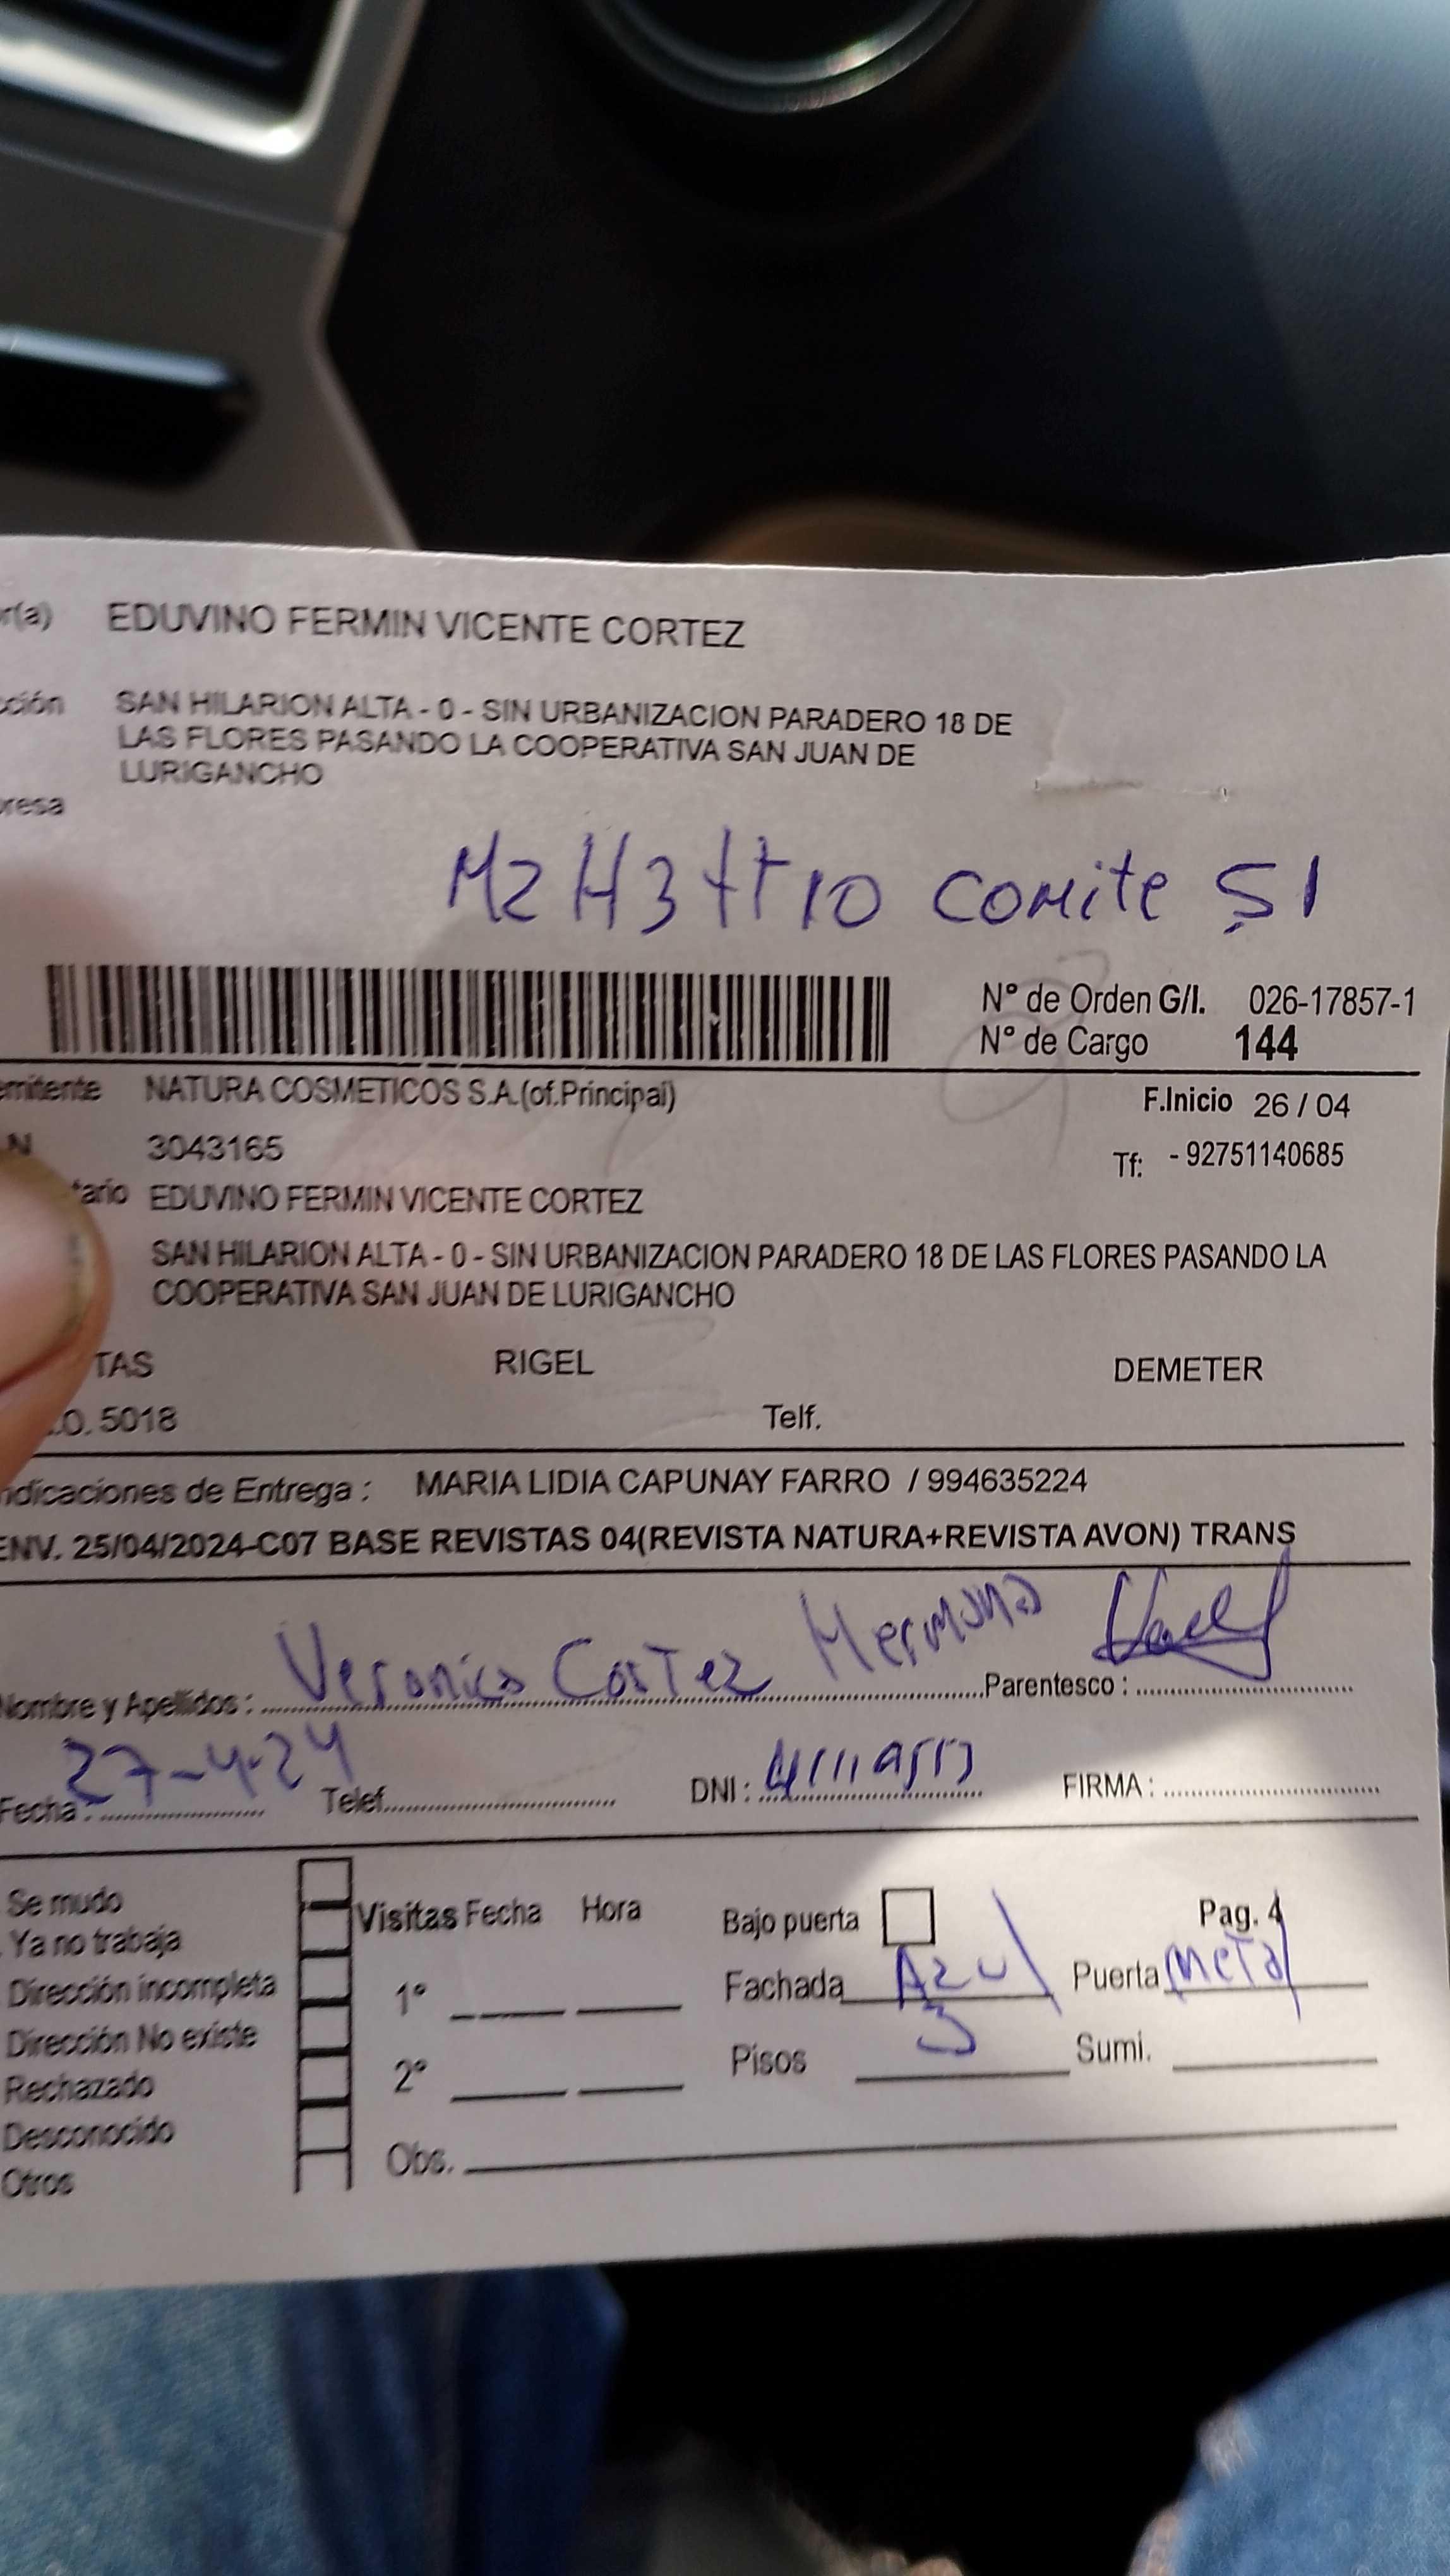 r(a) EDUVINO FERMIN VICENTE CORTEZ
cción SAN HILARION ALTA - 0 - SIN URBANIZACION PARADERO 18 DE
LAS FLORES PASANDO LA COOPERATIVA SAN JUAN DE
LURIGANCHO
presa
Mz H3 Lt 10 comite 51
N° de Orden G/I. 026-17857-1
N° de Cargo 144
emitente NATURA COSMETICOS S.A.(of.Principal)
F.Inicio 26 / 04
N 3043165
Tf: - 92751140685
tario EDUVINO FERMIN VICENTE CORTEZ
SAN HILARION ALTA - 0 - SIN URBANIZACION PARADERO 18 DE LAS FLORES PASANDO LA
COOPERATIVA SAN JUAN DE LURIGANCHO
TAS RIGEL DEMETER
.O. 5018 Telf.
ndicaciones de Entrega : MARIA LIDIA CAPUNAY FARRO / 994635224
ENV. 25/04/2024-C07 BASE REVISTAS 04(REVISTA NATURA+REVISTA AVON) TRANS
Nombre y Apellidos : Veronica Cortez Hermana Parentesco :
Fecha : 27-4-24 Telef. DNI : FIRMA :
Se mudo
Ya no trabaja
Dirección incompleta
Dirección No existe
Rechazado
Desconocido
Otros
Visitas Fecha Hora
1°
2°
Obs.
Bajo puerta Pag. 4
Fachada Azul Puerta Metal
Pisos 3 Sumi.